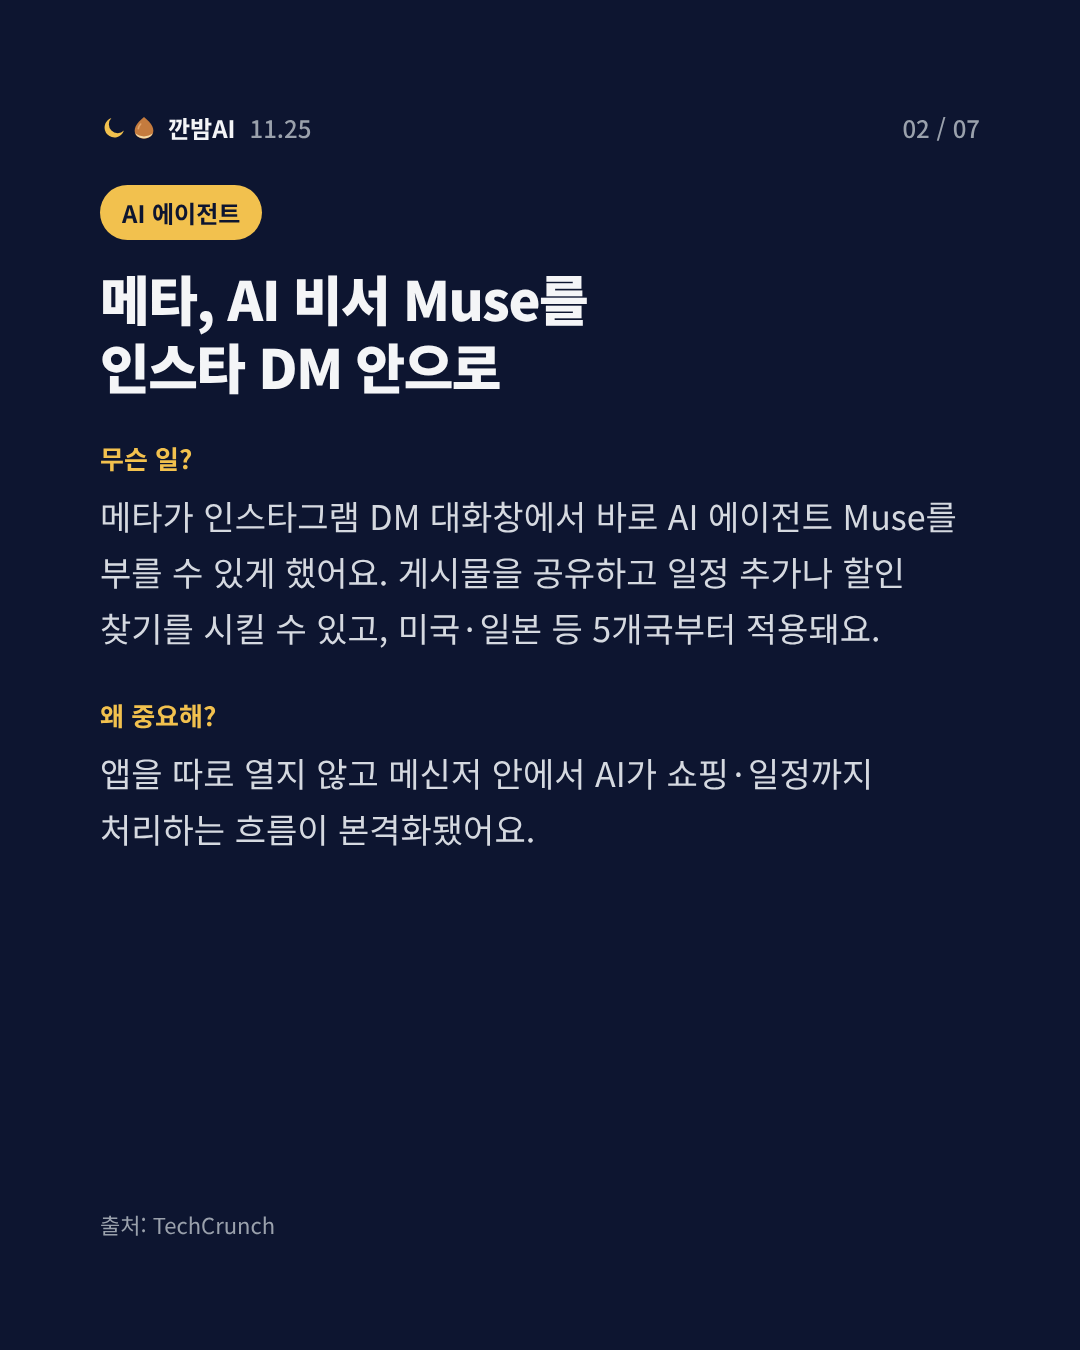 깐밤AI 11.25
02 / 07
AI 에이전트
메타, AI 비서 Muse를
인스타 DM 안으로
무슨 일?
메타가 인스타그램 DM 대화창에서 바로 AI 에이전트 Muse를
부를 수 있게 했어요. 게시물을 공유하고 일정 추가나 할인
찾기를 시킬 수 있고, 미국·일본 등 5개국부터 적용돼요.
왜 중요해?
앱을 따로 열지 않고 메신저 안에서 AI가 쇼핑·일정까지
처리하는 흐름이 본격화됐어요.
출처: TechCrunch